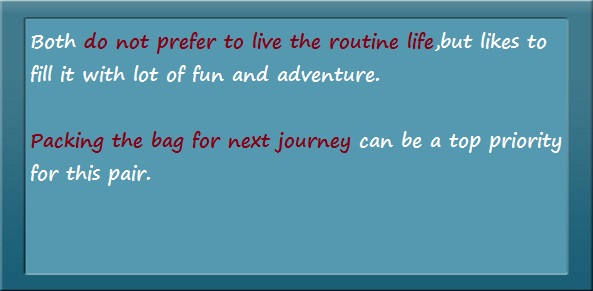 Both do not prefer to live the routine life,but likes to
fill it with lot of fun and adventure.
Packing the bag for next journey can be a top priority
for this pair.